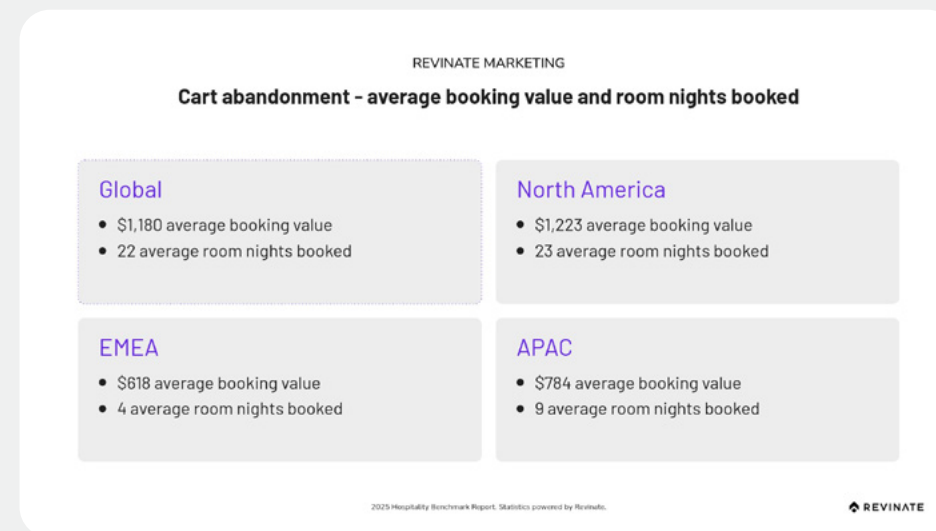 REVINATE MARKETING
Cart abandonment - average booking value and room nights booked
Global
• $1,180 average booking value
• 22 average room nights booked
North America
• $1,223 average booking value
• 23 average room nights booked
EMEA
• $618 average booking value
• 4 average room nights booked
APAC
• $784 average booking value
• 9 average room nights booked
2025 Hospitality Benchmark Report. Statistics powered by Revinate.
REVINATE